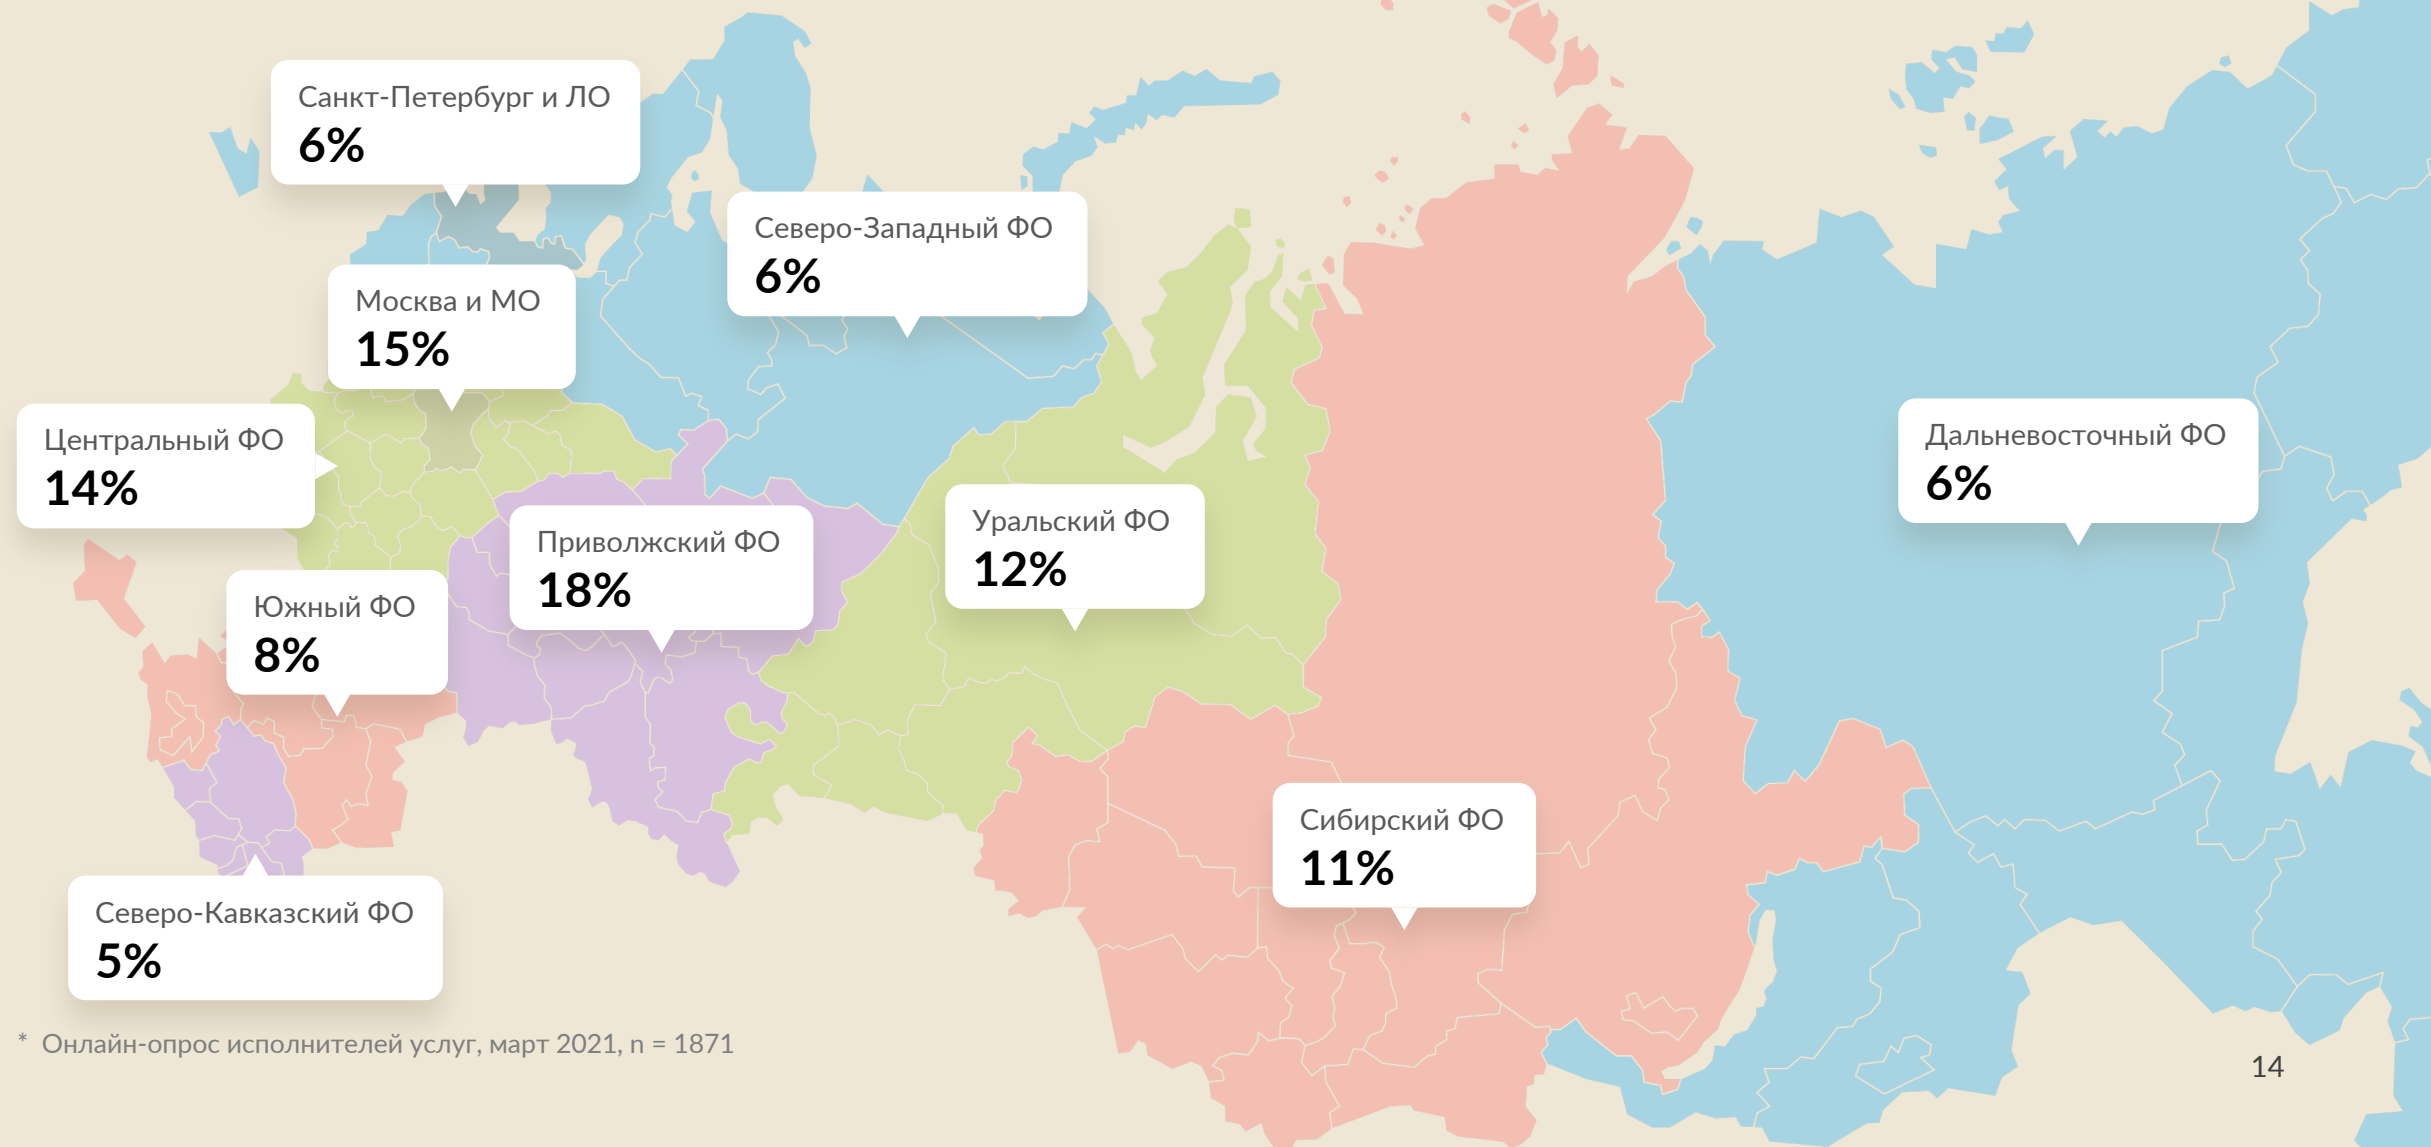 Санкт-Петербург и ЛО
6%
Северо-Западный ФО
6%
Москва и МО
15%
Центральный ФО
14%
Дальневосточный ФО
6%
Уральский ФО
12%
Приволжский ФО
18%
Южный ФО
8%
Сибирский ФО
11%
Северо-Кавказский ФО
5%
* Онлайн-опрос исполнителей услуг, март 2021, n = 1871
14